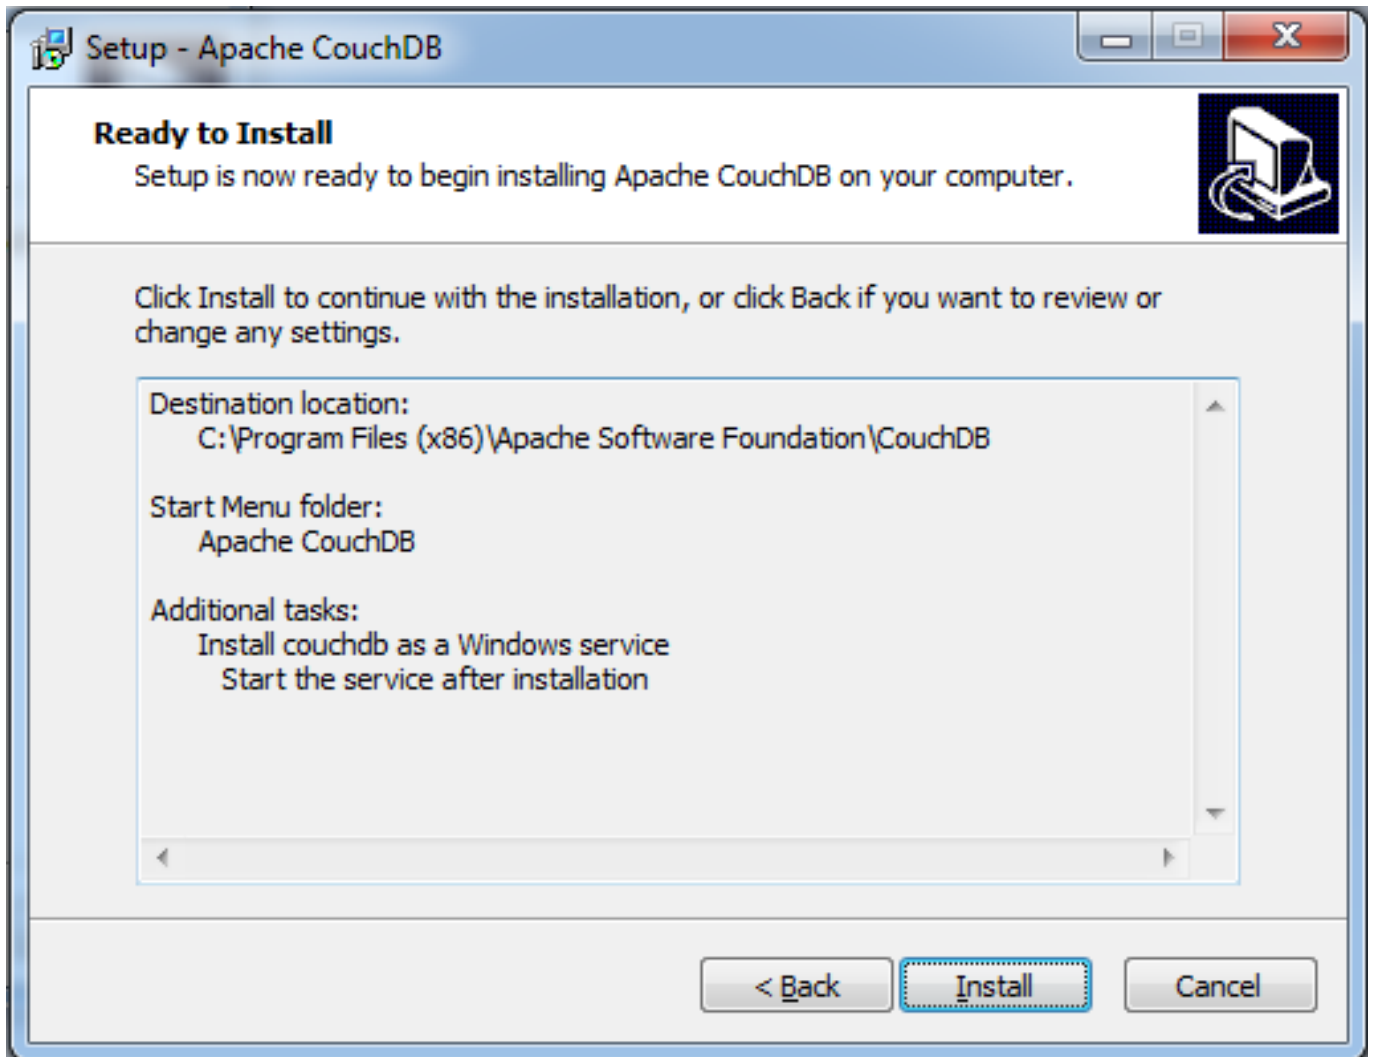 Setup - Apache CouchDB
Ready to Install
Setup is now ready to begin installing Apache CouchDB on your computer.
Click Install to continue with the installation, or click Back if you want to review or
change any settings.
Destination location:
C:\Program Files (x86)\Apache Software Foundation\CouchDB
Start Menu folder:
Apache CouchDB
Additional tasks:
Install couchdb as a Windows service
Start the service after installation
< Back
Install
Cancel